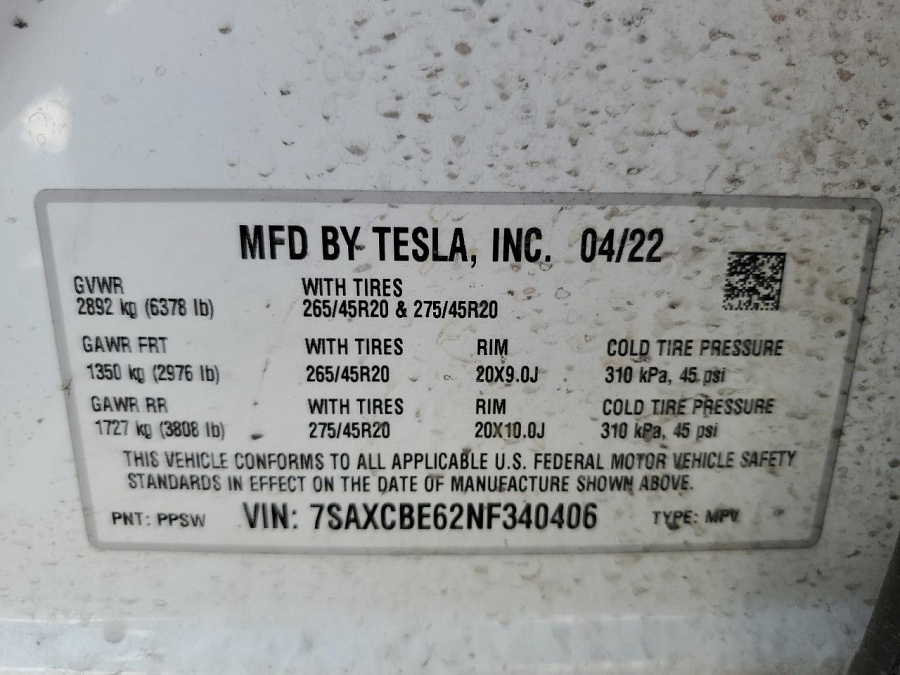 MFD BY TESLA, INC. 04/22
GVWR WITH TIRES
2892 kg (6378 lb) 265/45R20 & 275/45R20
GAWR FRT WITH TIRES RIM COLD TIRE PRESSURE
1350 kg (2976 lb) 265/45R20 20X9.0J 310 kPa, 45 psi
GAWR RR WITH TIRES RIM COLD TIRE PRESSURE
1727 kg (3808 lb) 275/45R20 20X10.0J 310 kPa, 45 psi
THIS VEHICLE CONFORMS TO ALL APPLICABLE U.S. FEDERAL MOTOR VEHICLE SAFETY
STANDARDS IN EFFECT ON THE DATE OF MANUFACTURE SHOWN ABOVE.
PNT: PPSW VIN: 7SAXCBE62NF340406 TYPE: MPV